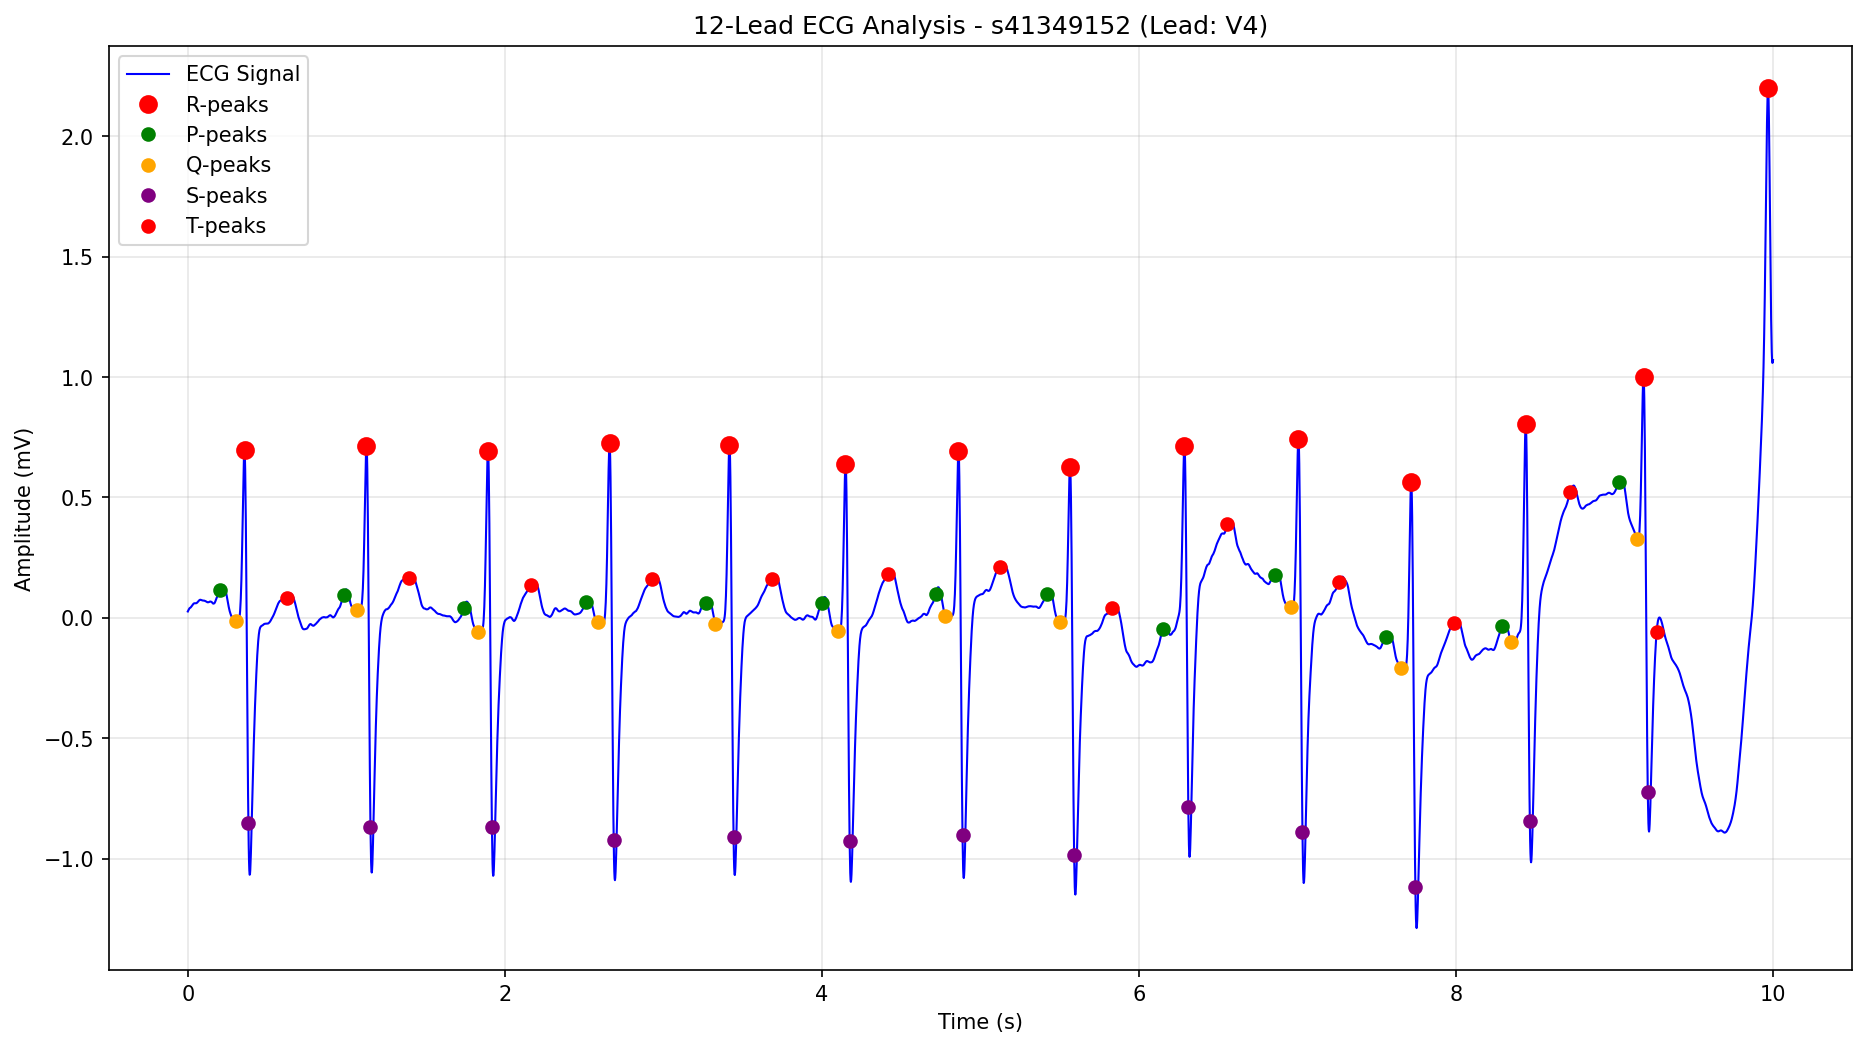 12-Lead ECG Analysis - s41349152 (Lead: V4)
ECG Signal
R-peaks
P-peaks
Q-peaks
S-peaks
T-peaks
Amplitude (mV)
2.0
1.5
1.0
0.5
0.0
−0.5
−1.0
0 2 4 6 8 10
Time (s)